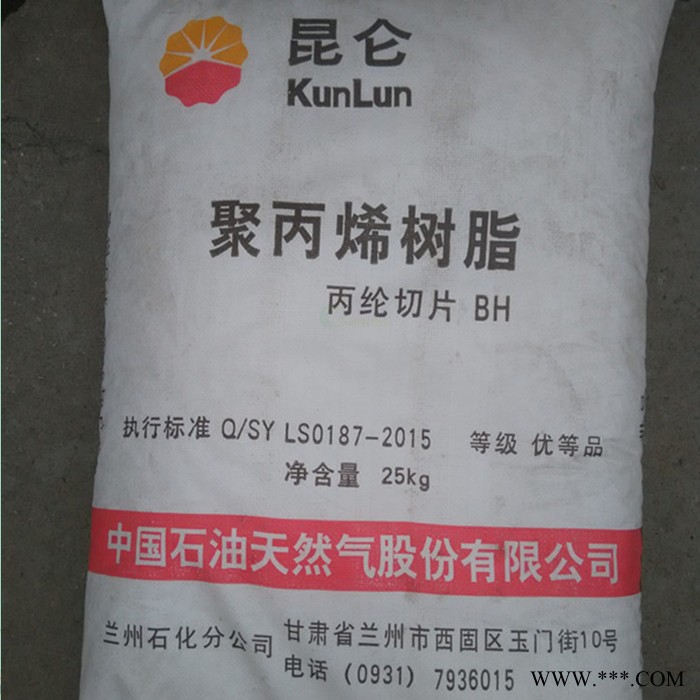 昆仑
KunLun
聚丙烯树脂
丙纶切片 BH
执行标准 Q/SY LS0187-2015 等级 优等品
净含量 25kg
中国石油天然气股份有限公司
兰州石化分公司 甘肃省兰州市西固区玉门街10号
电话 (0931) 7936015
WWW.***.COM